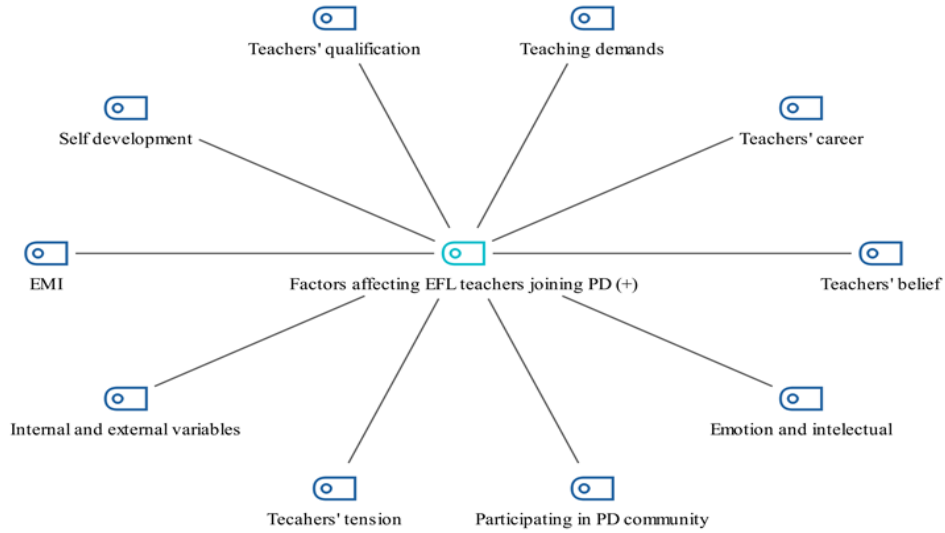 Teachers' qualification
Teaching demands
Self development
Teachers' career
EMI
Factors affecting EFL teachers joining PD (+)
Teachers' belief
Internal and external variables
Emotion and intelectual
Tecahers' tension
Participating in PD community